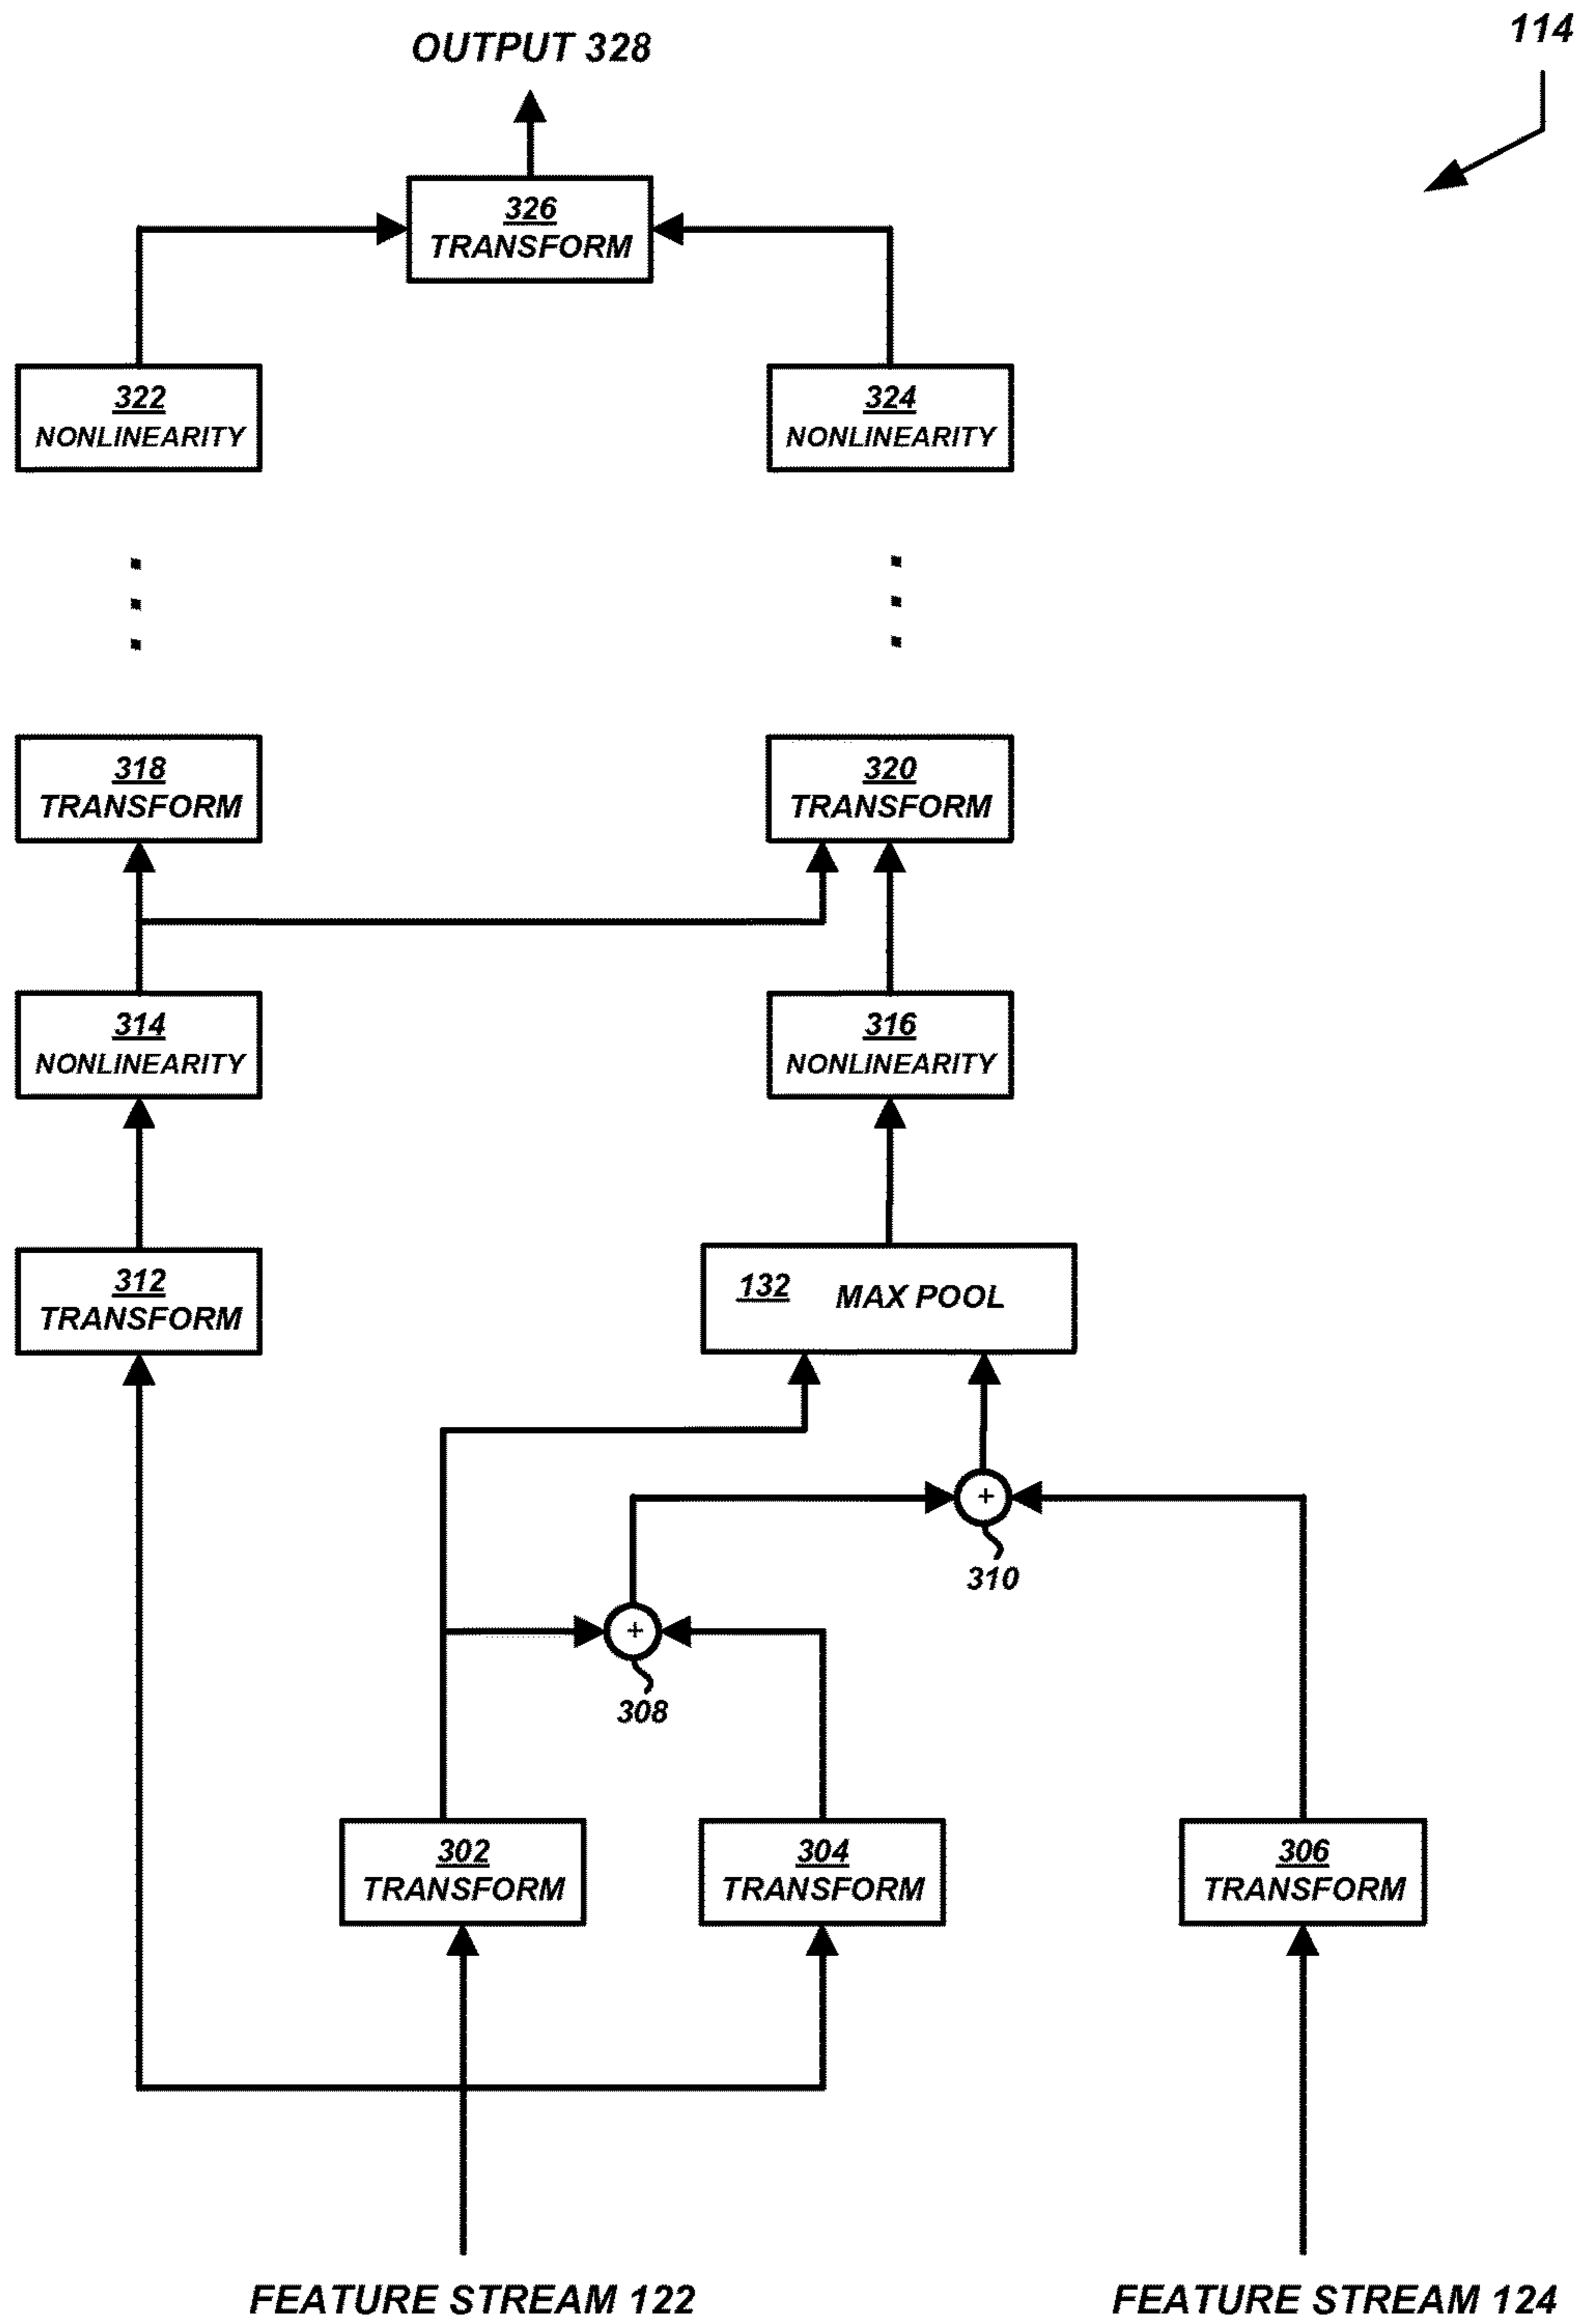 114
OUTPUT 328
326
TRANSFORM
322
NONLINEARITY
324
NONLINEARITY
318
TRANSFORM
320
TRANSFORM
314
NONLINEARITY
316
NONLINEARITY
312
TRANSFORM
132 MAX POOL
+
310
+
308
302
TRANSFORM
304
TRANSFORM
306
TRANSFORM
FEATURE STREAM 122
FEATURE STREAM 124